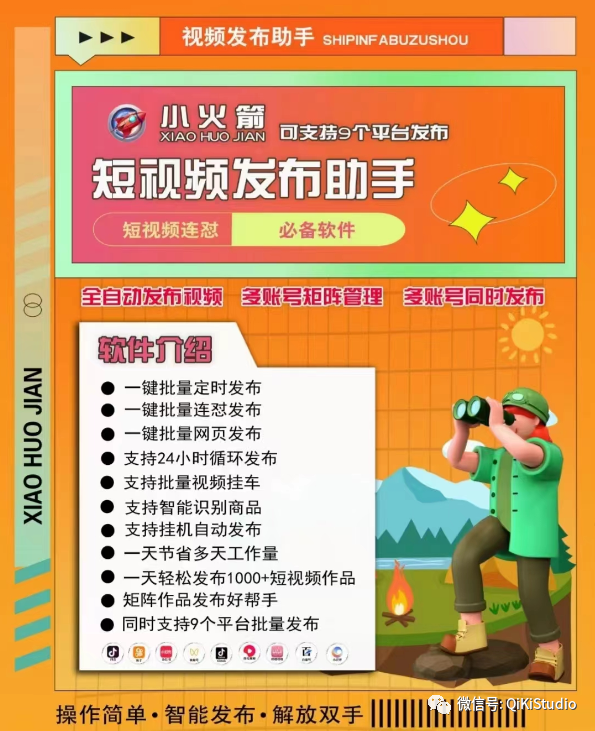 视频发布助手 SHIPINFABUZUSHOU
小火箭
XIAO HUO JIAN
可支持9个平台发布
短视频发布助手
短视频连怼 必备软件
全自动发布视频 多账号矩阵管理 多账号同时发布
XIAO HUO JIAN
软件介绍
● 一键批量定时发布
● 一键批量连怼发布
● 一键批量网页发布
● 支持24小时循环发布
● 支持批量视频挂车
● 支持智能识别商品
● 支持挂机自动发布
● 一天节省多天工作量
● 一天轻松发布1000+短视频作品
● 矩阵作品发布好帮手
● 同时支持9个平台批量发布
操作简单·智能发布·解放双手
微信号: QiKiStudio